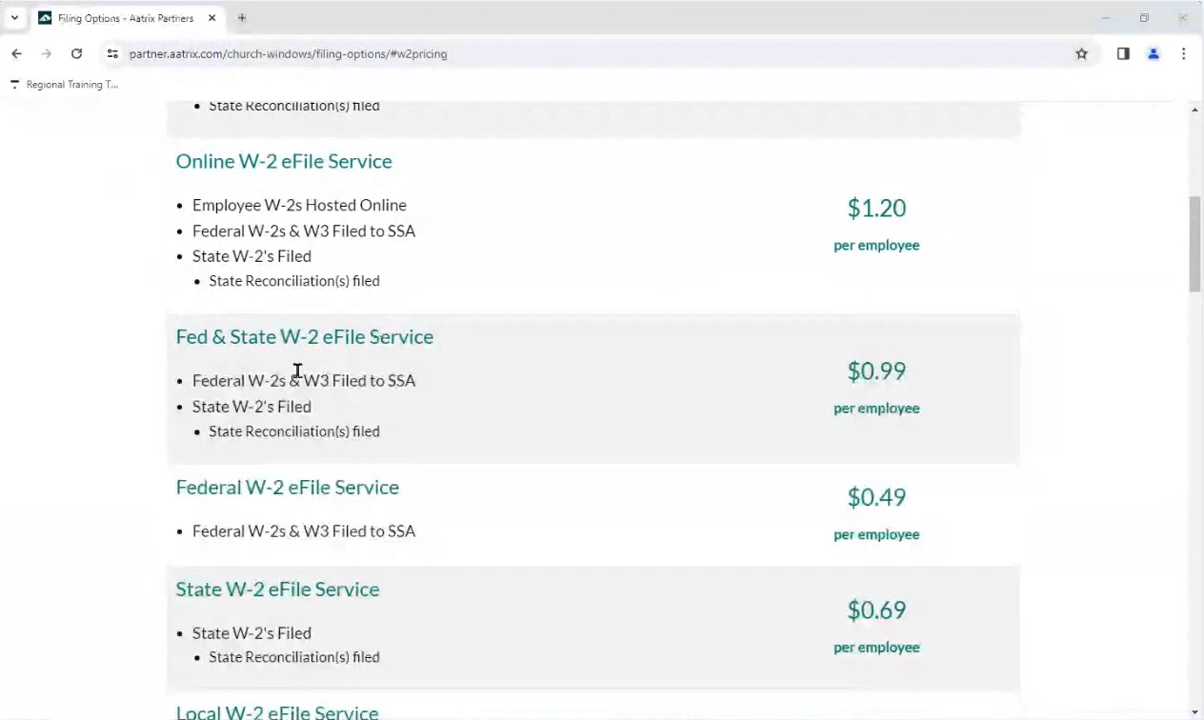 Filing Options - Aatrix Partners
partner.aatrix.com/church-windows/filing-options/#w2pricing
Regional Training T...
State Reconciliation(s) filed
Online W-2 eFile Service
Employee W-2s Hosted Online
Federal W-2s & W3 Filed to SSA
State W-2's Filed
State Reconciliation(s) filed
$1.20
per employee
Fed & State W-2 eFile Service
Federal W-2s & W3 Filed to SSA
State W-2's Filed
State Reconciliation(s) filed
$0.99
per employee
Federal W-2 eFile Service
Federal W-2s & W3 Filed to SSA
$0.49
per employee
State W-2 eFile Service
State W-2's Filed
State Reconciliation(s) filed
$0.69
per employee
Local W-2 eFile Service